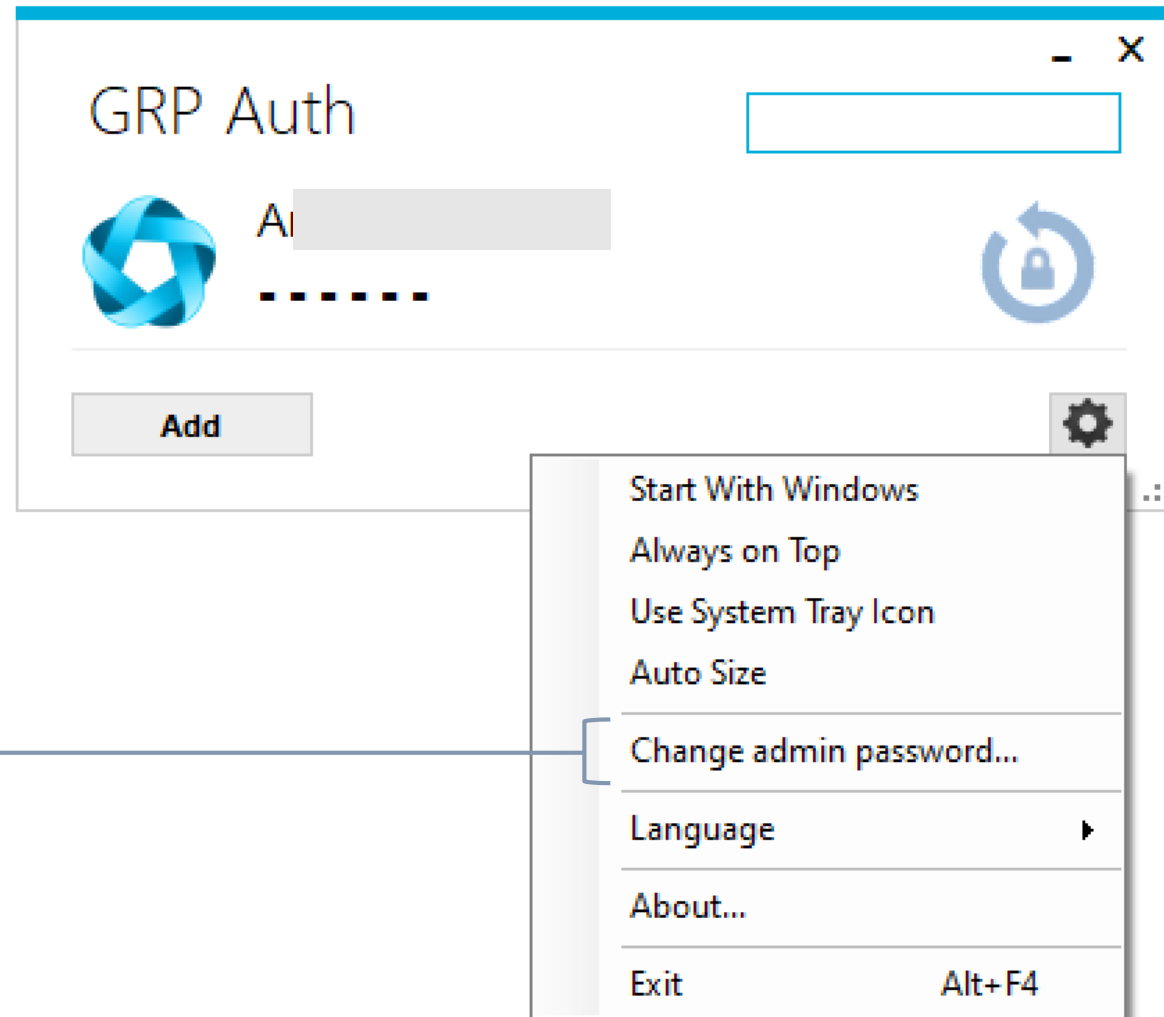 GRP Auth
------
Add
Start With Windows
Always on Top
Use System Tray Icon
Auto Size
Change admin password...
Language
About...
Exit Alt+F4